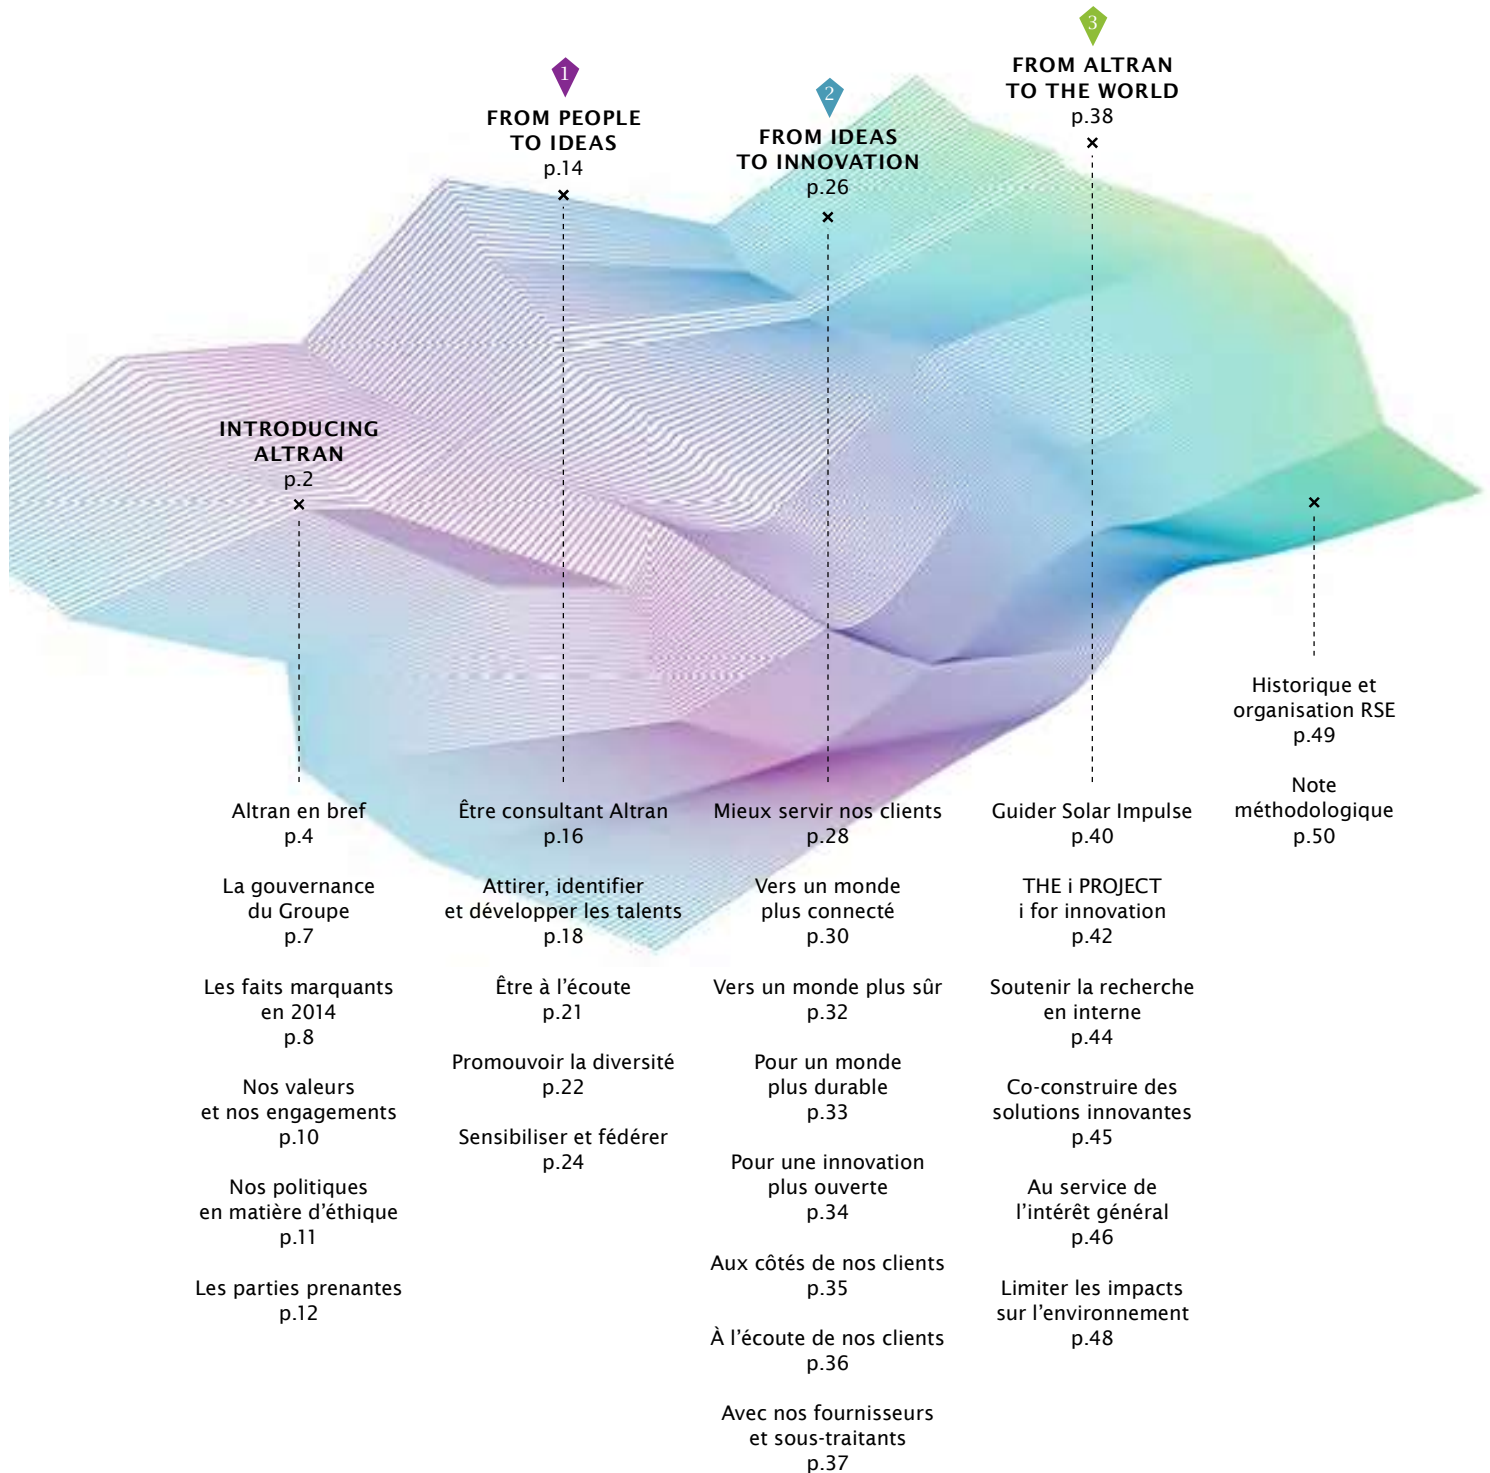 INTRODUCING
ALTRAN
p.2
Altran en bref
p.4
La gouvernance
du Groupe
p.7
Les faits marquants
en 2014
p.8
Nos valeurs
et nos engagements
p.10
Nos politiques
en matière d’éthique
p.11
Les parties prenantes
p.12
1
FROM PEOPLE
TO IDEAS
p.14
Être consultant Altran
p.16
Attirer, identifier
et développer les talents
p.18
Être à l’écoute
p.21
Promouvoir la diversité
p.22
Sensibiliser et fédérer
p.24
2
FROM IDEAS
TO INNOVATION
p.26
Mieux servir nos clients
p.28
Vers un monde
plus connecté
p.30
Vers un monde plus sûr
p.32
Pour un monde
plus durable
p.33
Pour une innovation
plus ouverte
p.34
Aux côtés de nos clients
p.35
À l’écoute de nos clients
p.36
Avec nos fournisseurs
et sous-traitants
p.37
3
FROM ALTRAN
TO THE WORLD
p.38
Guider Solar Impulse
p.40
THE i PROJECT
i for innovation
p.42
Soutenir la recherche
en interne
p.44
Co-construire des
solutions innovantes
p.45
Au service de
l’intérêt général
p.46
Limiter les impacts
sur l’environnement
p.48
Historique et
organisation RSE
p.49
Note
méthodologique
p.50